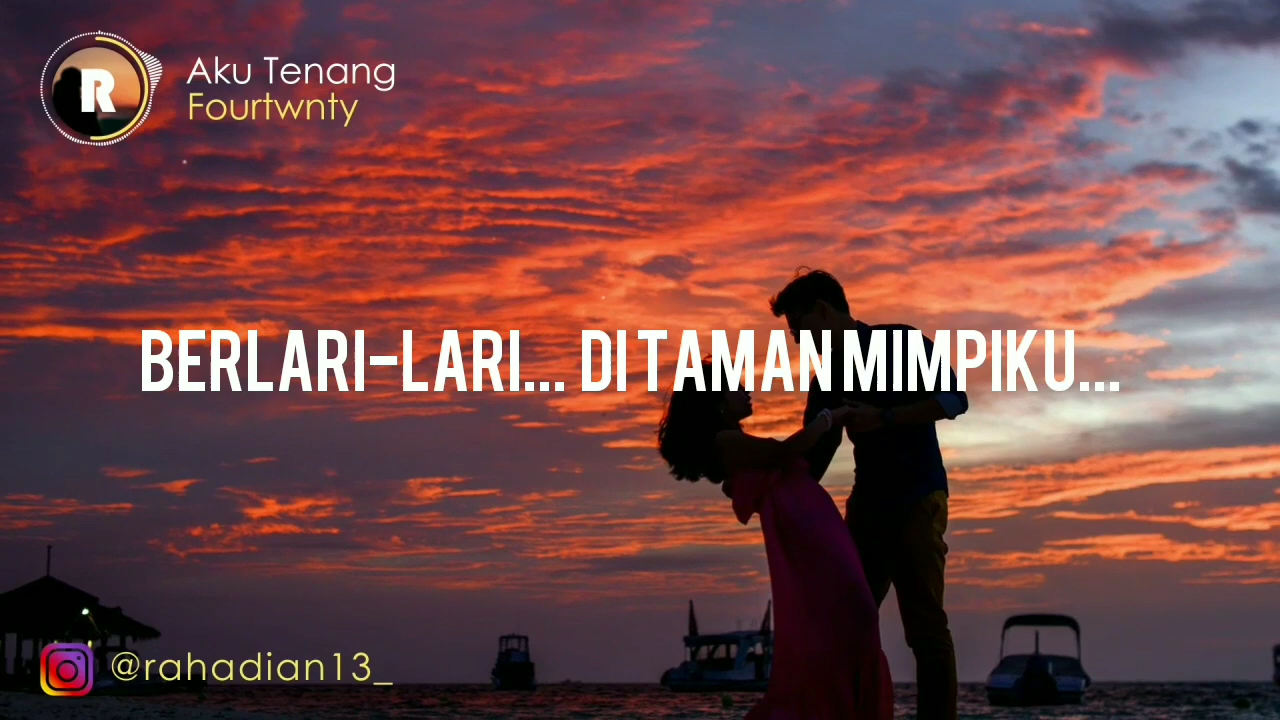 R
Aku Tenang
Fourtwnty
BERLARI-LARI... DI TAMAN MIMPIKU...
@rahadian13_